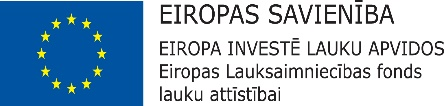 EIROPAS SAVIENĪBA
EIROPA INVESTĒ LAUKU APVIDOS
Eiropas Lauksaimniecības fonds
lauku attīstībai